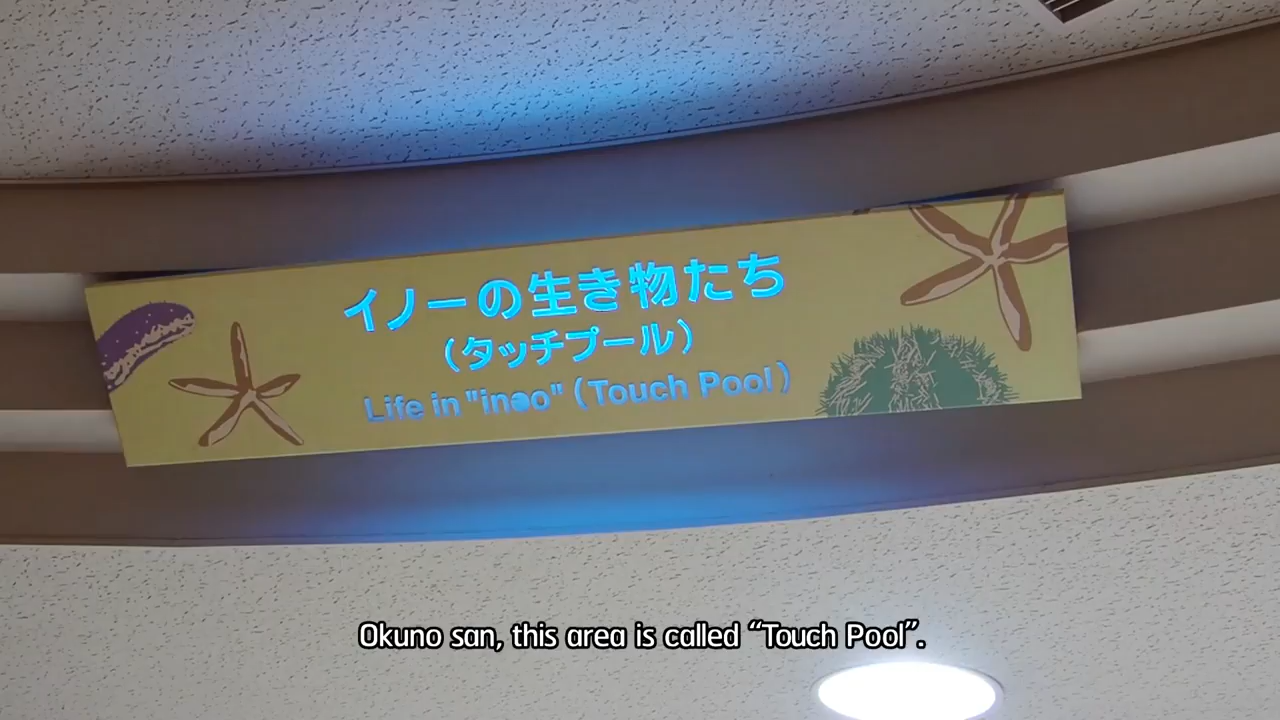 イノーの生き物たち
(タッチプール)
Life in "inoo" (Touch Pool)
Okuno san, this area is called “Touch Pool”.